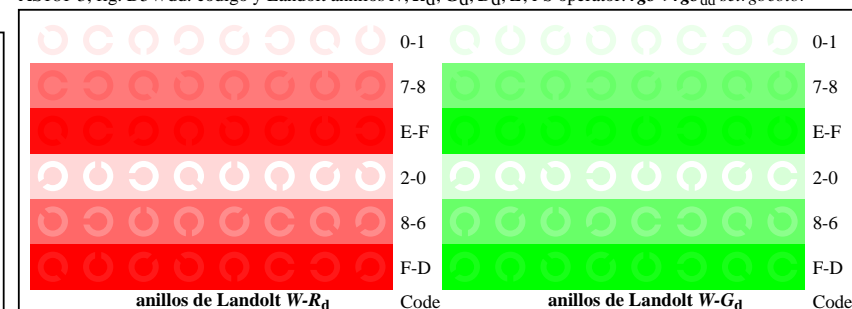 0-1 0-1
7-8 7-8
E-F E-F
2-0 2-0
8-6 8-6
F-D F-D
anillos de Landolt W-Rd Code anillos de Landolt W-Gd Code